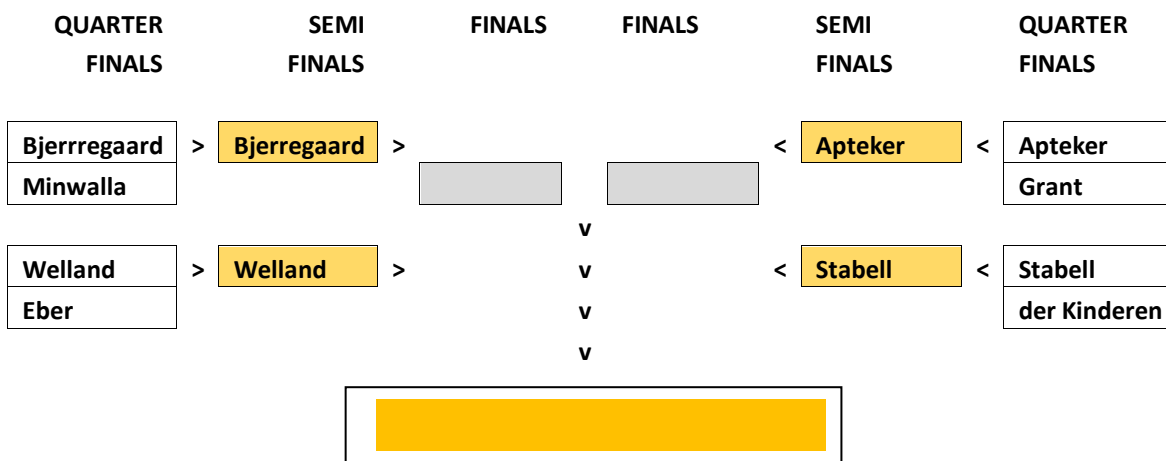 QUARTER SEMI FINALS FINALS SEMI QUARTER
FINALS FINALS FINALS FINALS
Bjerrregaard > Bjerregaard > < Apteker < Apteker
Minwalla Grant
v
Welland > Welland > v < Stabell < Stabell
Eber v der Kinderen
v